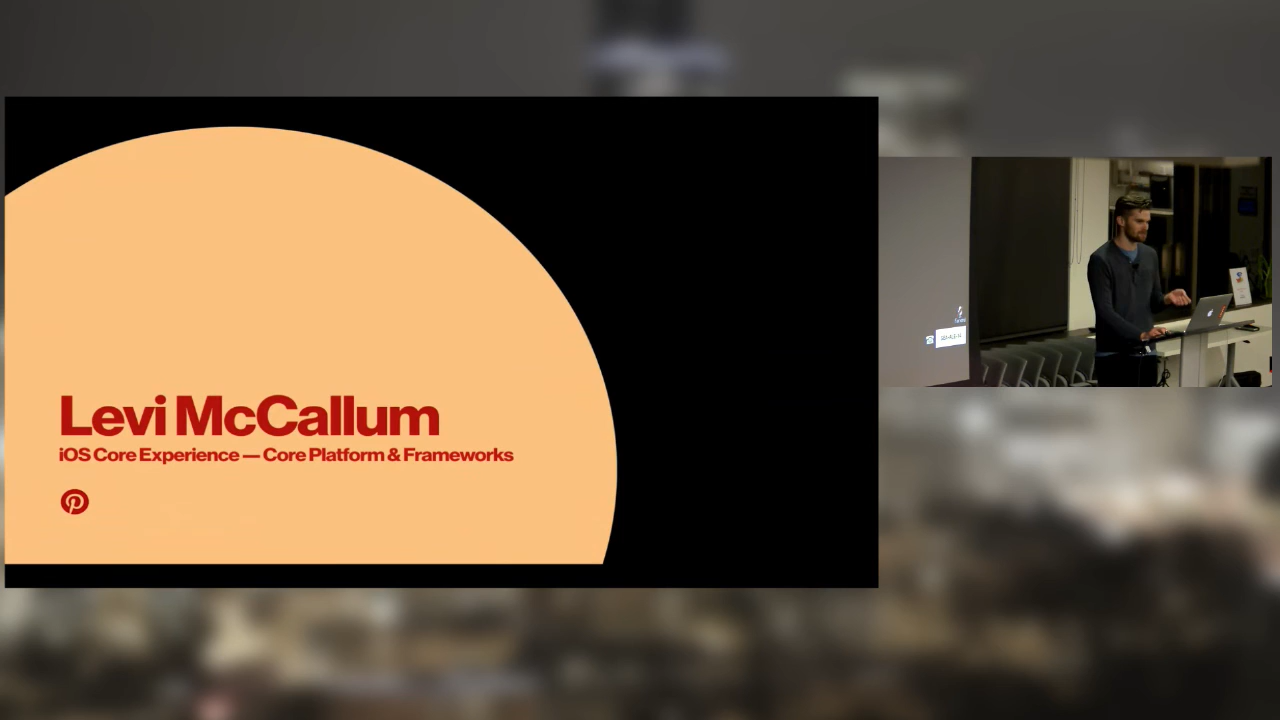 Levi McCallum
iOS Core Experience — Core Platform & Frameworks